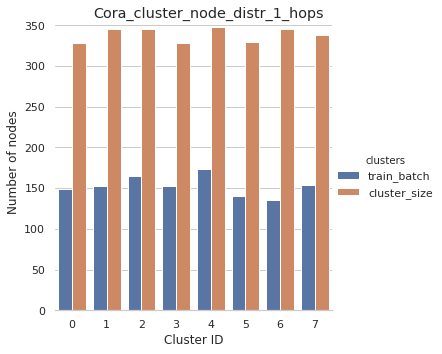 Cora_cluster_node_distr_1_hops
350
300
250
200
150
100
50
0
Number of nodes
0 1 2 3 4 5 6 7
Cluster ID
clusters
train_batch
cluster_size